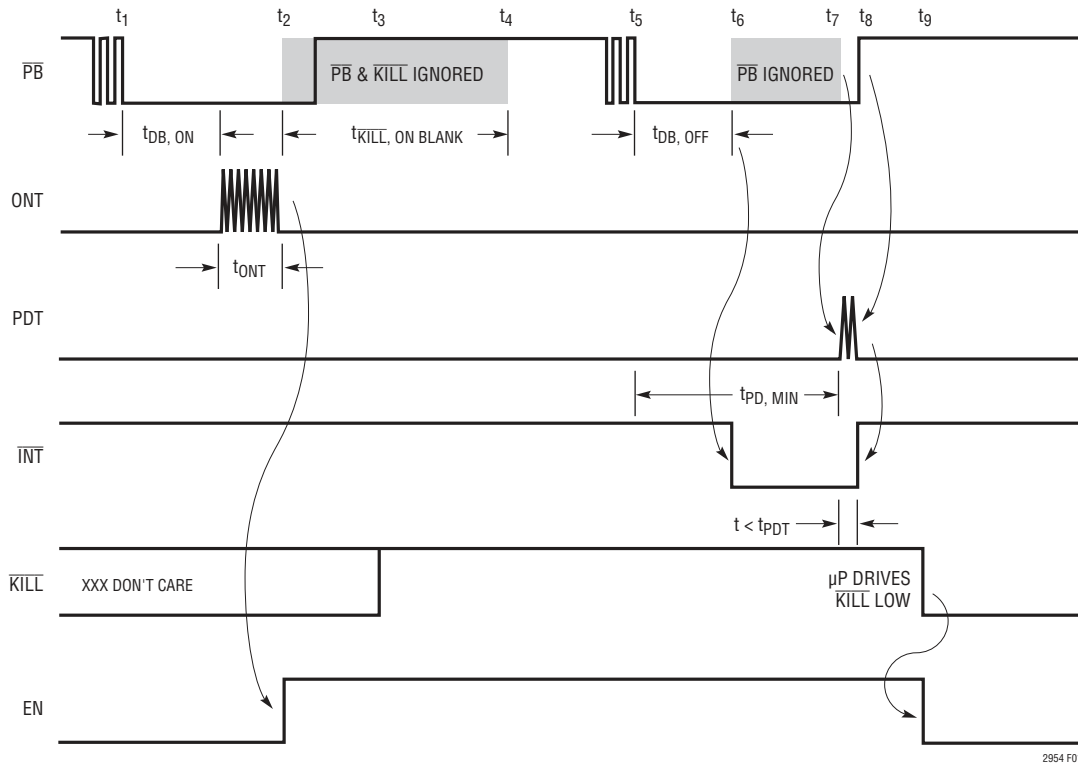 t1 t2 t3 t4 t5 t6 t7 t8 t9
PB
PB & KILL IGNORED
PB IGNORED
tDB, ON
tKILL, ON BLANK
tDB, OFF
ONT
tONT
PDT
tPD, MIN
INT
t < tPDT
KILL
XXX DON'T CARE
µP DRIVES
KILL LOW
EN
2954 F01